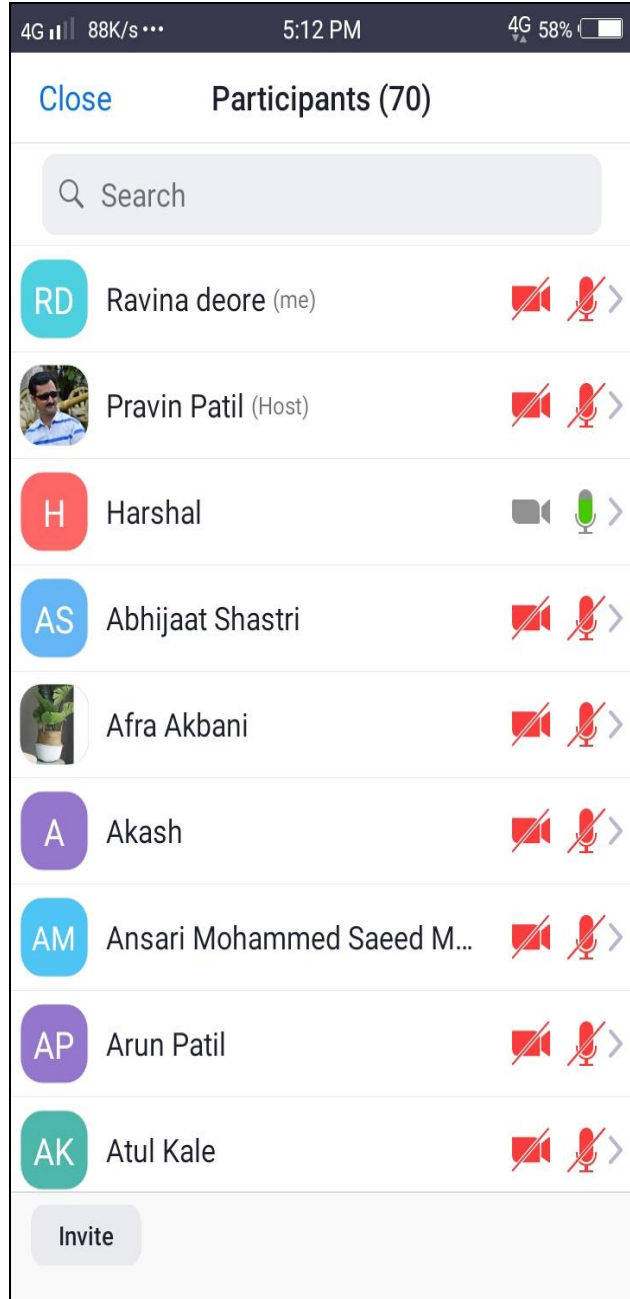 4G 88K/s ••• 5:12 PM 4G 58%
Close Participants (70)
Search
RD Ravina deore (me)
Pravin Patil (Host)
H Harshal
AS Abhijaat Shastri
Afra Akbani
A Akash
AM Ansari Mohammed Saeed M...
AP Arun Patil
AK Atul Kale
Invite